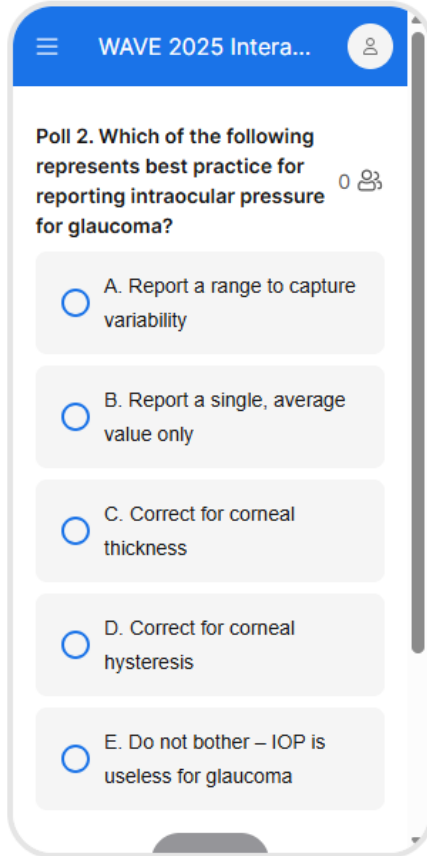 WAVE 2025 Intera...
Poll 2. Which of the following
represents best practice for
reporting intraocular pressure
for glaucoma?
0
A. Report a range to capture
variability
B. Report a single, average
value only
C. Correct for corneal
thickness
D. Correct for corneal
hysteresis
E. Do not bother – IOP is
useless for glaucoma